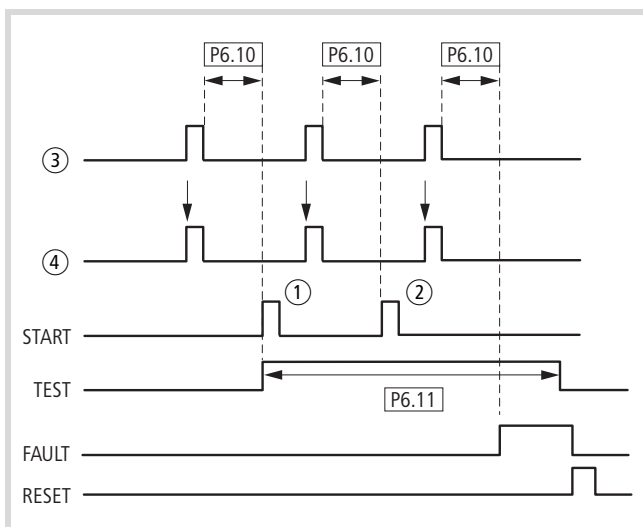 P6.10 P6.10 P6.10
3
4
1 2
START
TEST
P6.11
FAULT
RESET